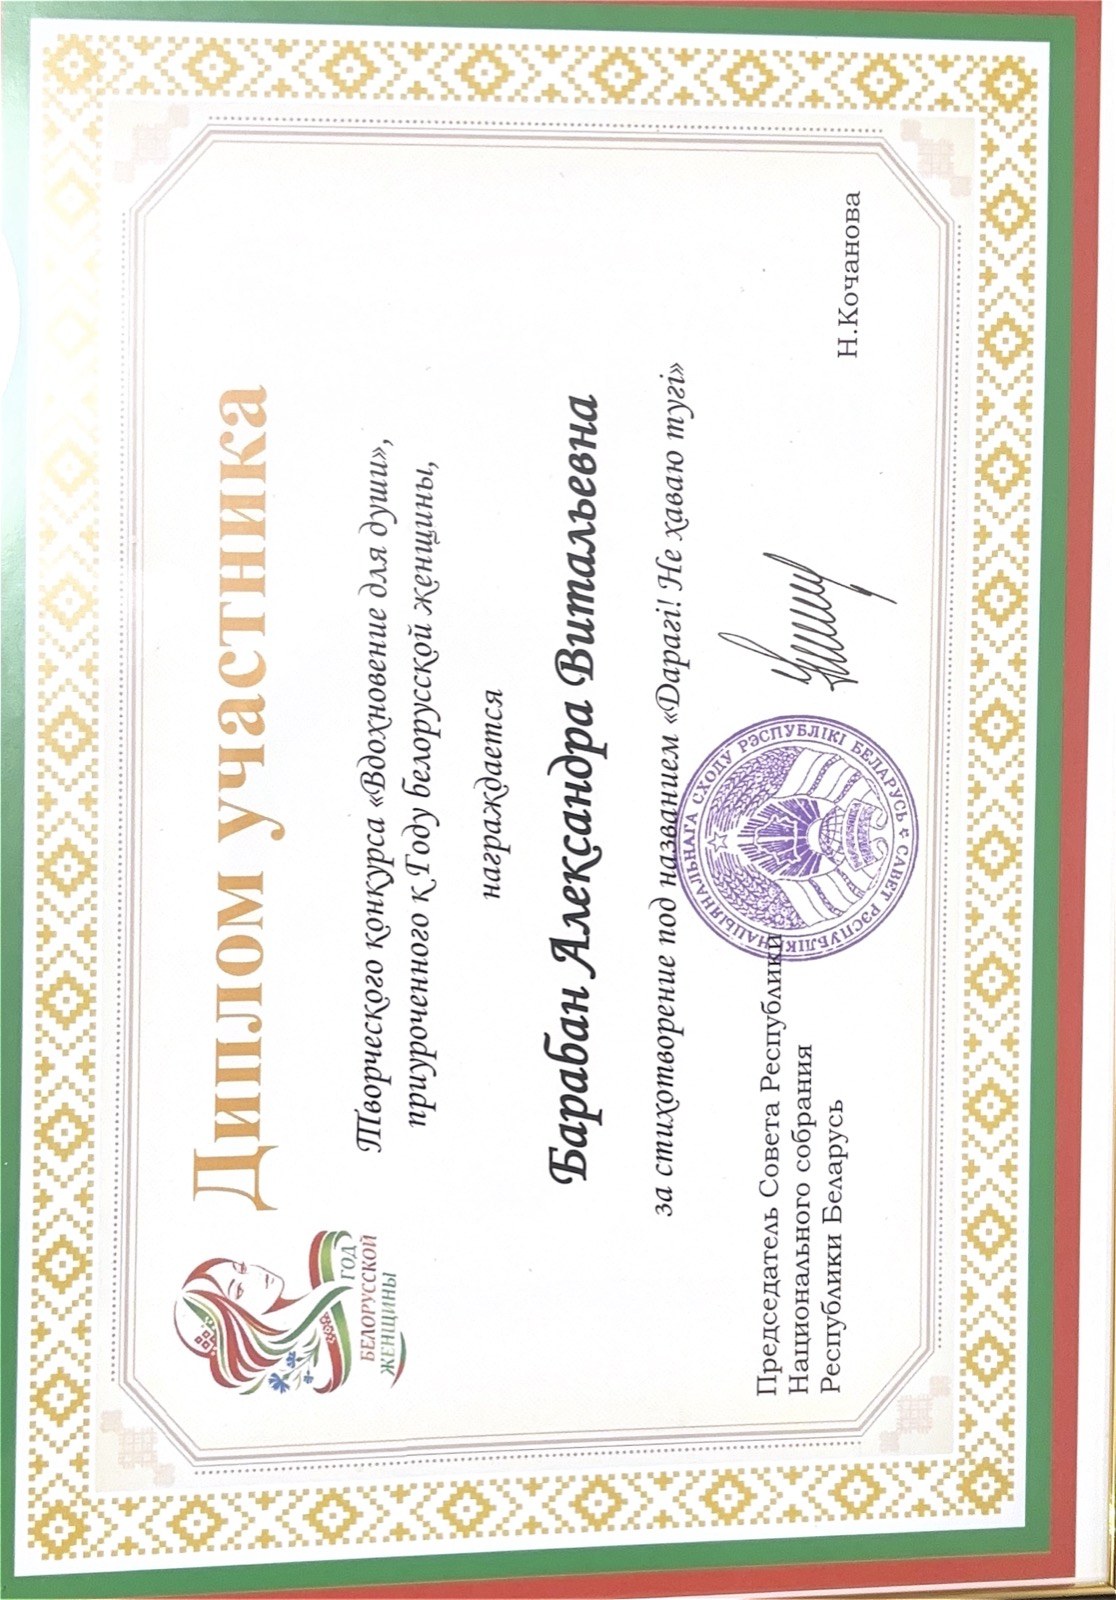 Диплом участника
ГОД
БЕЛОРУССКОЙ
ЖЕНЩИНЫ
Творческого конкурса «Вдохновение для души»,
приуроченного к Году белорусской женщины,
награждается
Барабан Александра Витальевна
за стихотворение под названием «Дарагі! Не хаваю тугі»
Председатель Совета Республики
Национального собрания
Республики Беларусь
НАЦЫЯНАЛЬНАГА СХОДУ РЭСПУБЛІКІ БЕЛАРУСЬ * САВЕТ РЭСПУБЛІКІ
Н.Кочанова